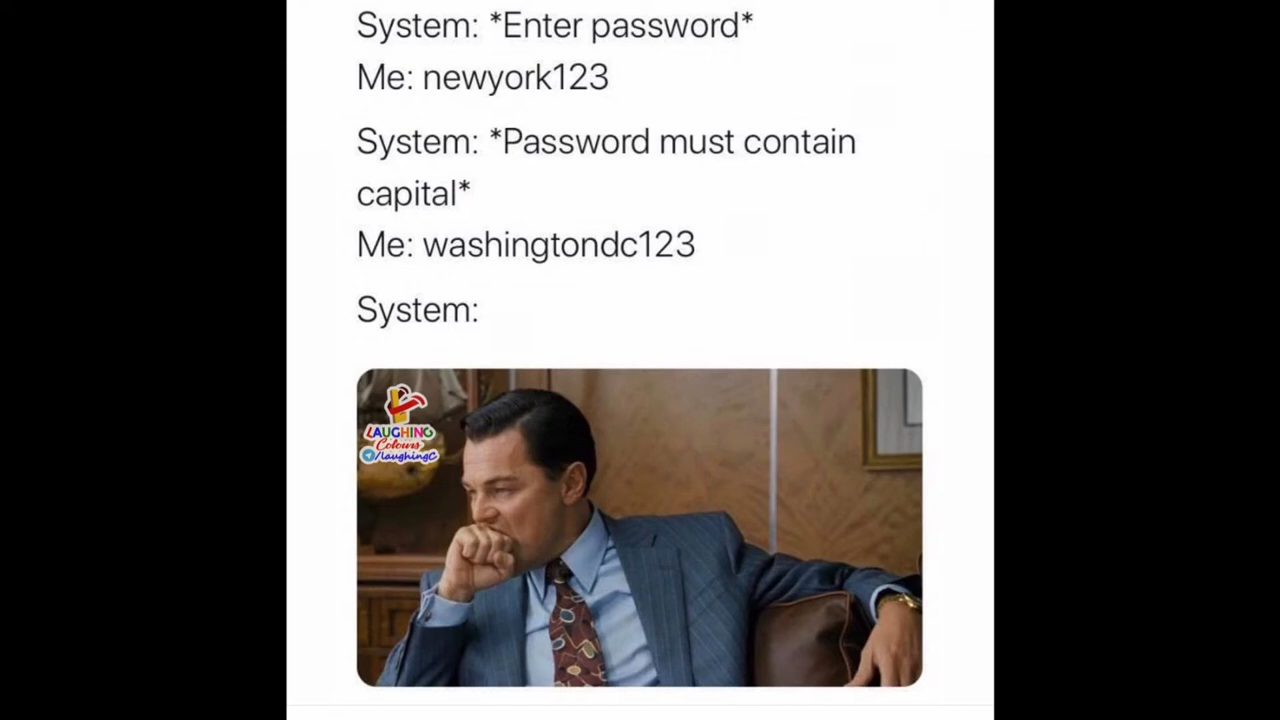 System: *Enter password*
Me: newyork123
System: *Password must contain
capital*
Me: washingtondc123
System:
LAUGHING
Colours
/laughingC